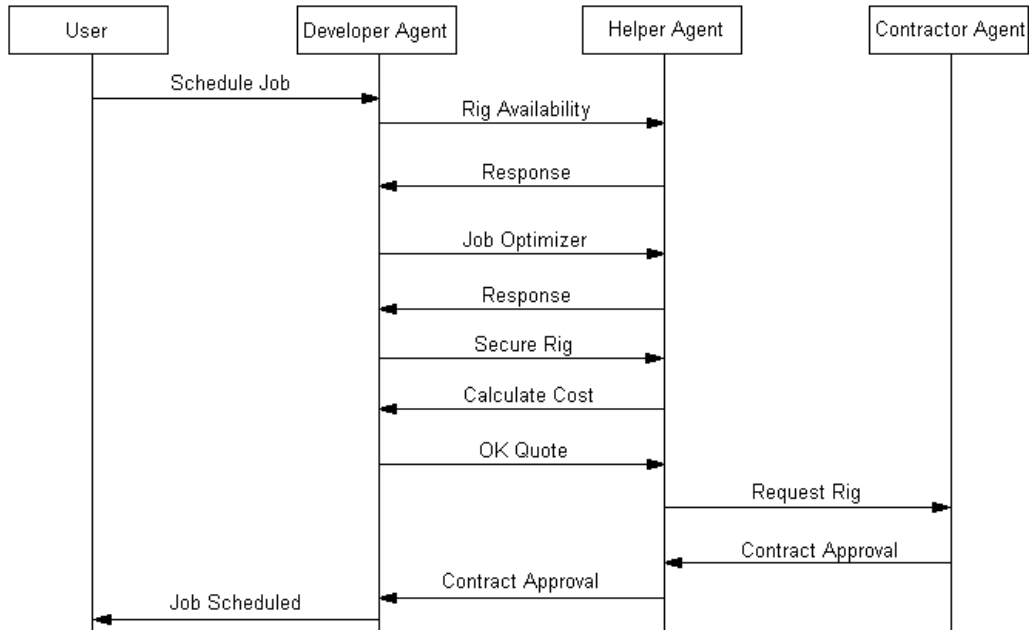 User
Developer Agent
Helper Agent
Contractor Agent
Schedule Job
Rig Availability
Response
Job Optimizer
Response
Secure Rig
Calculate Cost
OK Quote
Request Rig
Contract Approval
Contract Approval
Job Scheduled